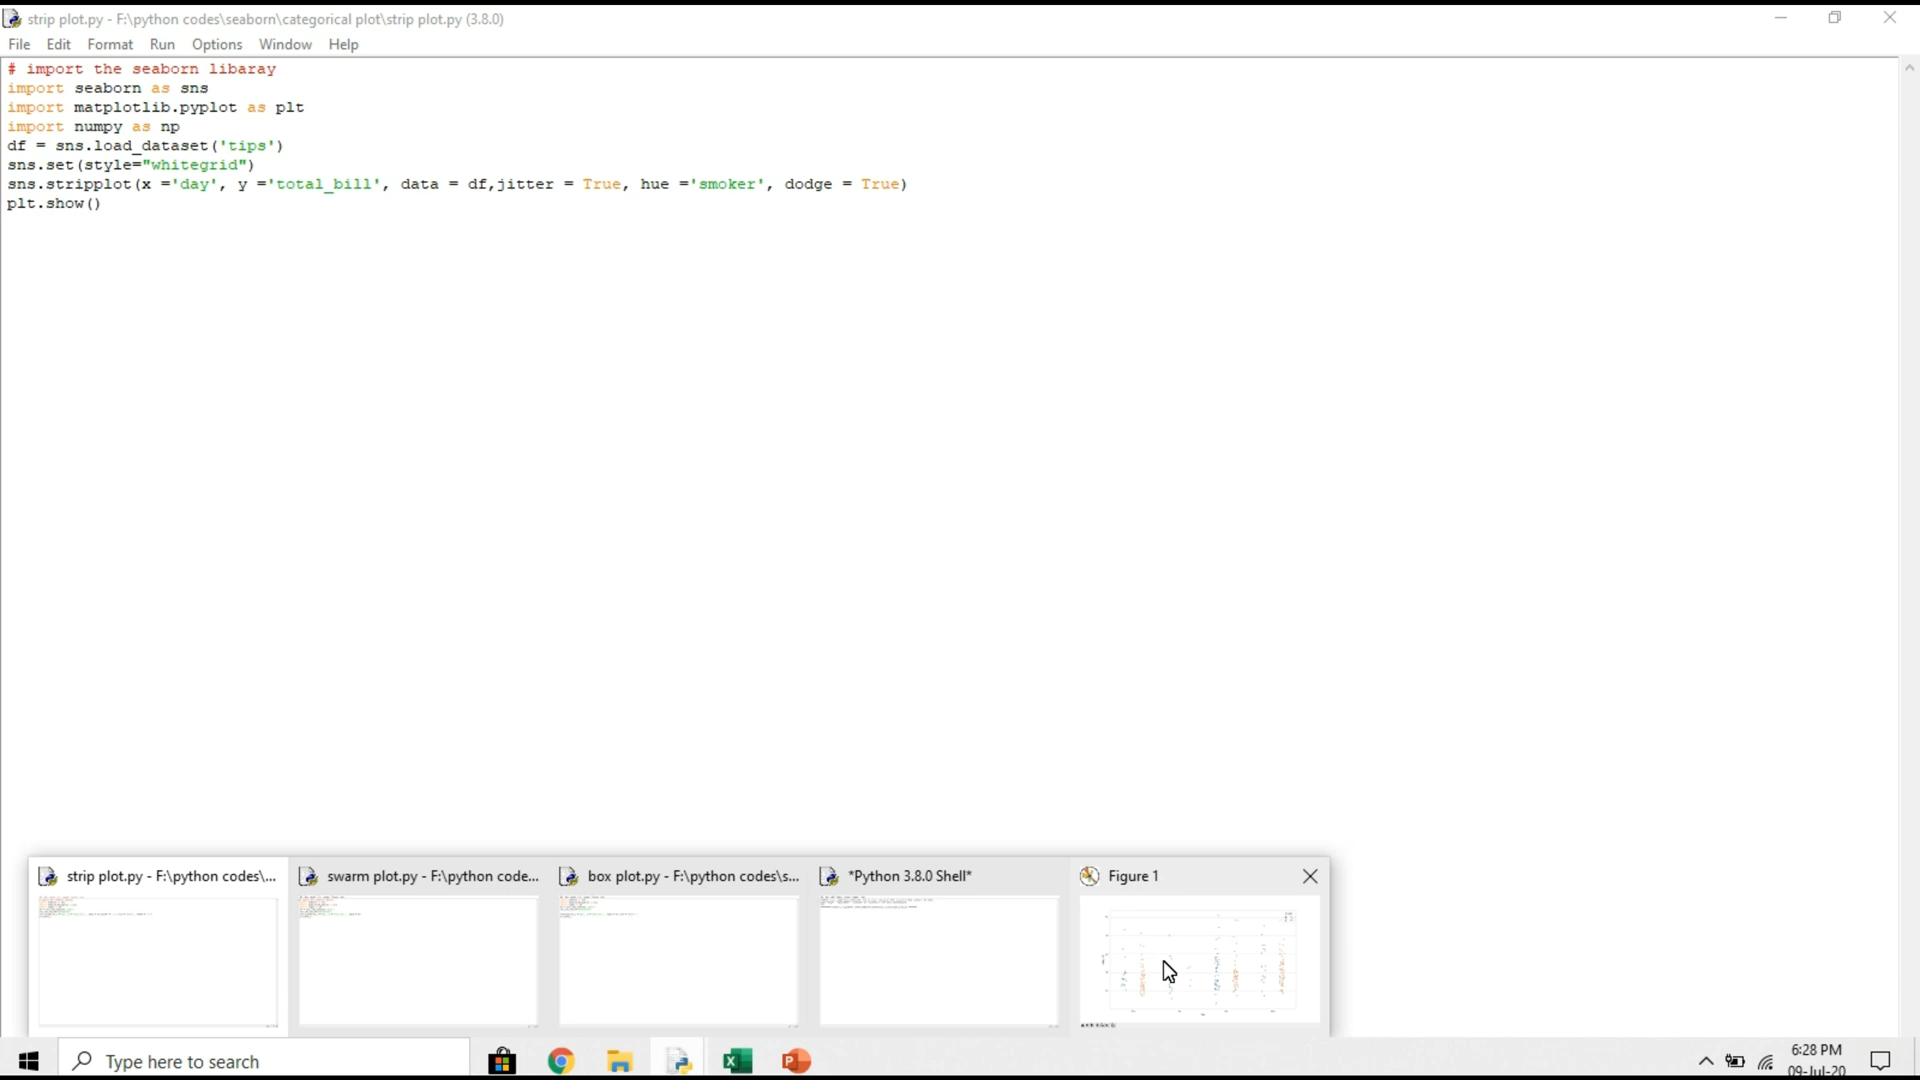 strip plot.py - F:\python codes\seaborn\categorical plot\strip plot.py (3.8.0)
File Edit Format Run Options Window Help
# import the seaborn libaray
import seaborn as sns
import matplotlib.pyplot as plt
import numpy as np
df = sns.load_dataset('tips')
sns.set(style="whitegrid")
sns.stripplot(x ='day', y ='total_bill', data = df,jitter = True, hue ='smoker', dodge = True)
plt.show()
strip plot.py - F:\python codes\... swarm plot.py - F:\python code... box plot.py - F:\python codes\s... *Python 3.8.0 Shell* Figure 1
Type here to search
6:28 PM
09-Jul-20